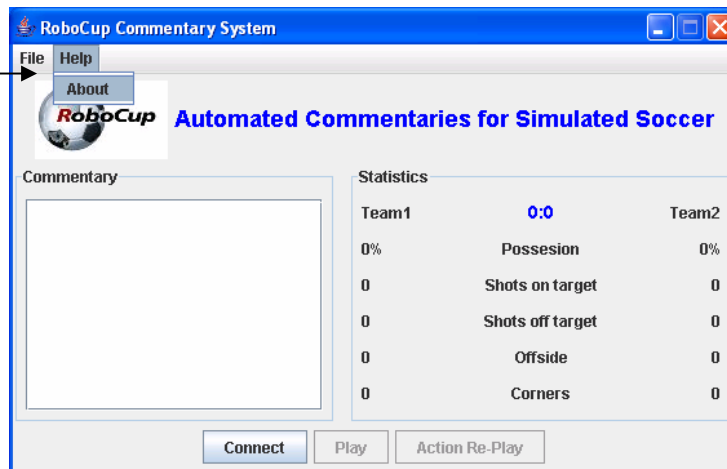 RoboCup Commentary System
File Help
About
RoboCup
Automated Commentaries for Simulated Soccer
Commentary
Statistics
Team1 0:0 Team2
0% Possesion 0%
0 Shots on target 0
0 Shots off target 0
0 Offside 0
0 Corners 0
Connect Play Action Re-Play